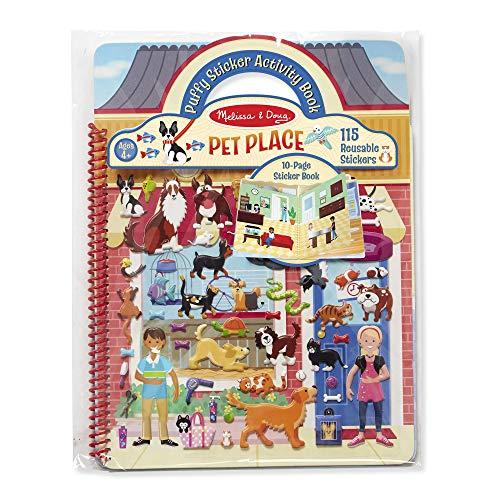 Puffy Sticker Activity Book
Melissa & Doug
Ages
4+
PET PLACE
115
Reusable
Stickers
10-Page
Sticker Book